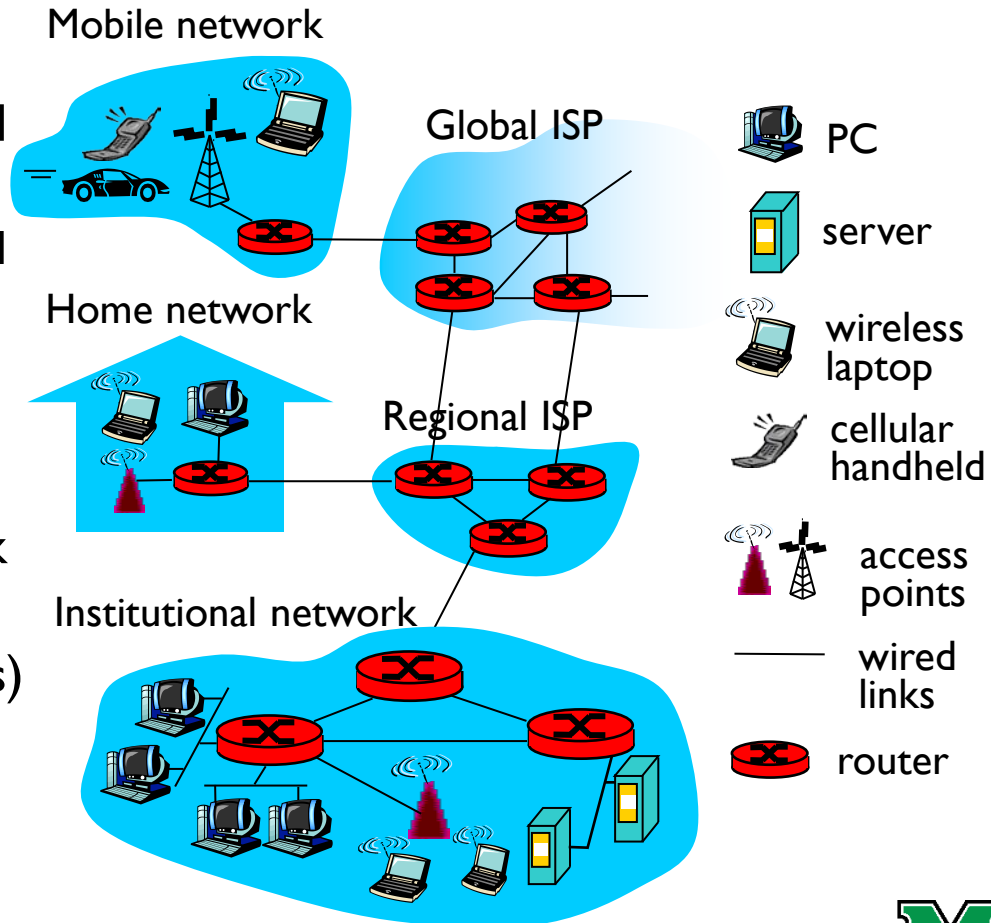 Mobile network
Global ISP
Home network
Regional ISP
Institutional network
s)
PC
server
wireless
laptop
cellular
handheld
access
points
wired
links
router